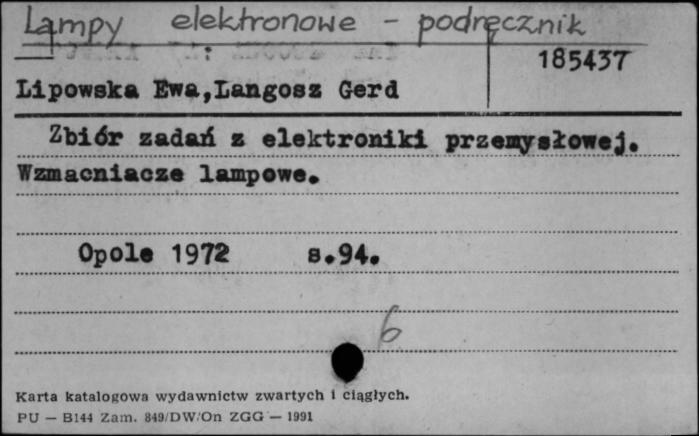 Lampy elektronowe - podręcznik
185437
Lipowska Ewa,Langosz Gerd
Zbiór zadań z elektroniki przemysłowej.
Wzmacniacze lampowe.
Opole 1972 s.94.
6
Karta katalogowa wydawnictw zwartych i ciągłych.
PU — B144 Zam. 849/DW/On ZGG — 1991